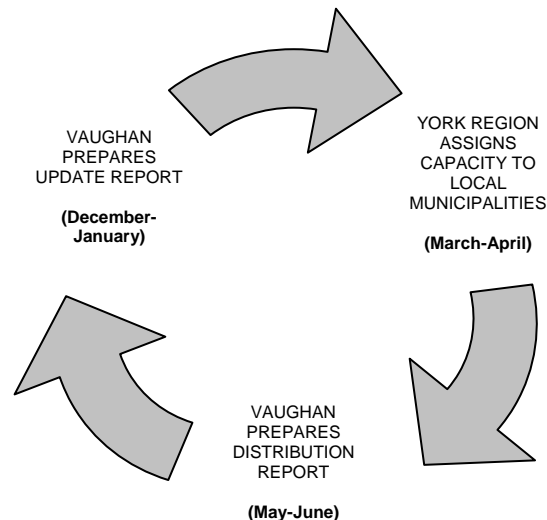 VAUGHAN
PREPARES
UPDATE REPORT
(December-
January)
YORK REGION
ASSIGNS
CAPACITY TO
LOCAL
MUNICIPALITIES
(March-April)
VAUGHAN
PREPARES
DISTRIBUTION
REPORT
(May-June)